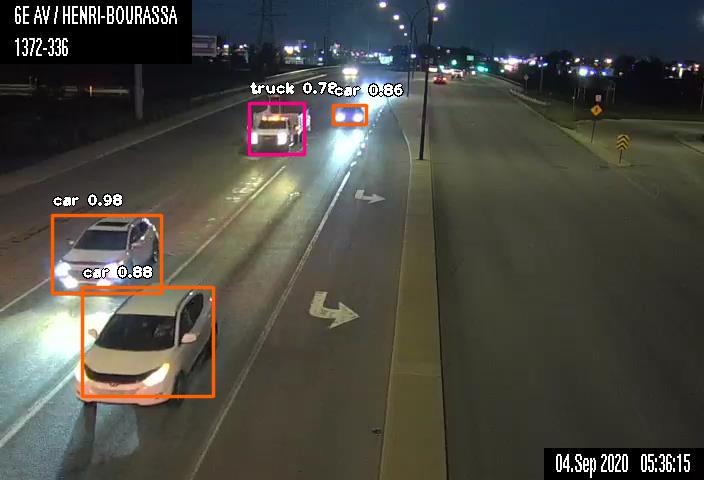 6E AV / HENRI-BOURASSA
1372-336
truck 0.78
car 0.86
car 0.98
car 0.88
04.Sep 2020 05:36:15